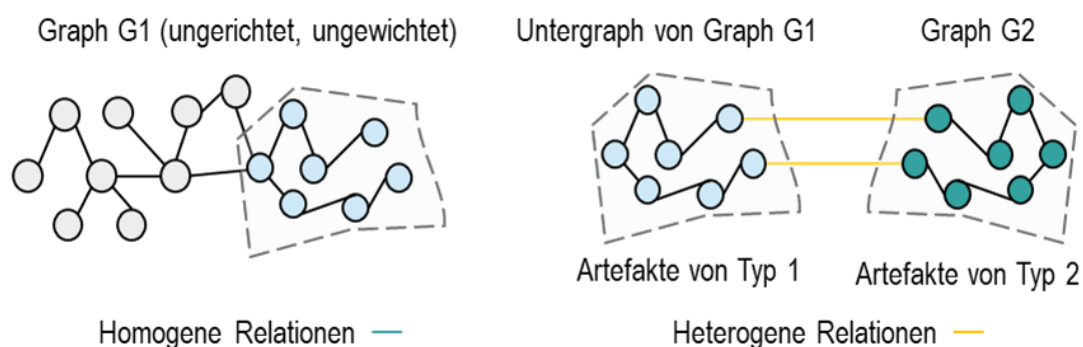 Graph G1 (ungerichtet, ungewichtet)
Untergraph von Graph G1
Graph G2
Artefakte von Typ 1
Artefakte von Typ 2
Homogene Relationen
Heterogene Relationen